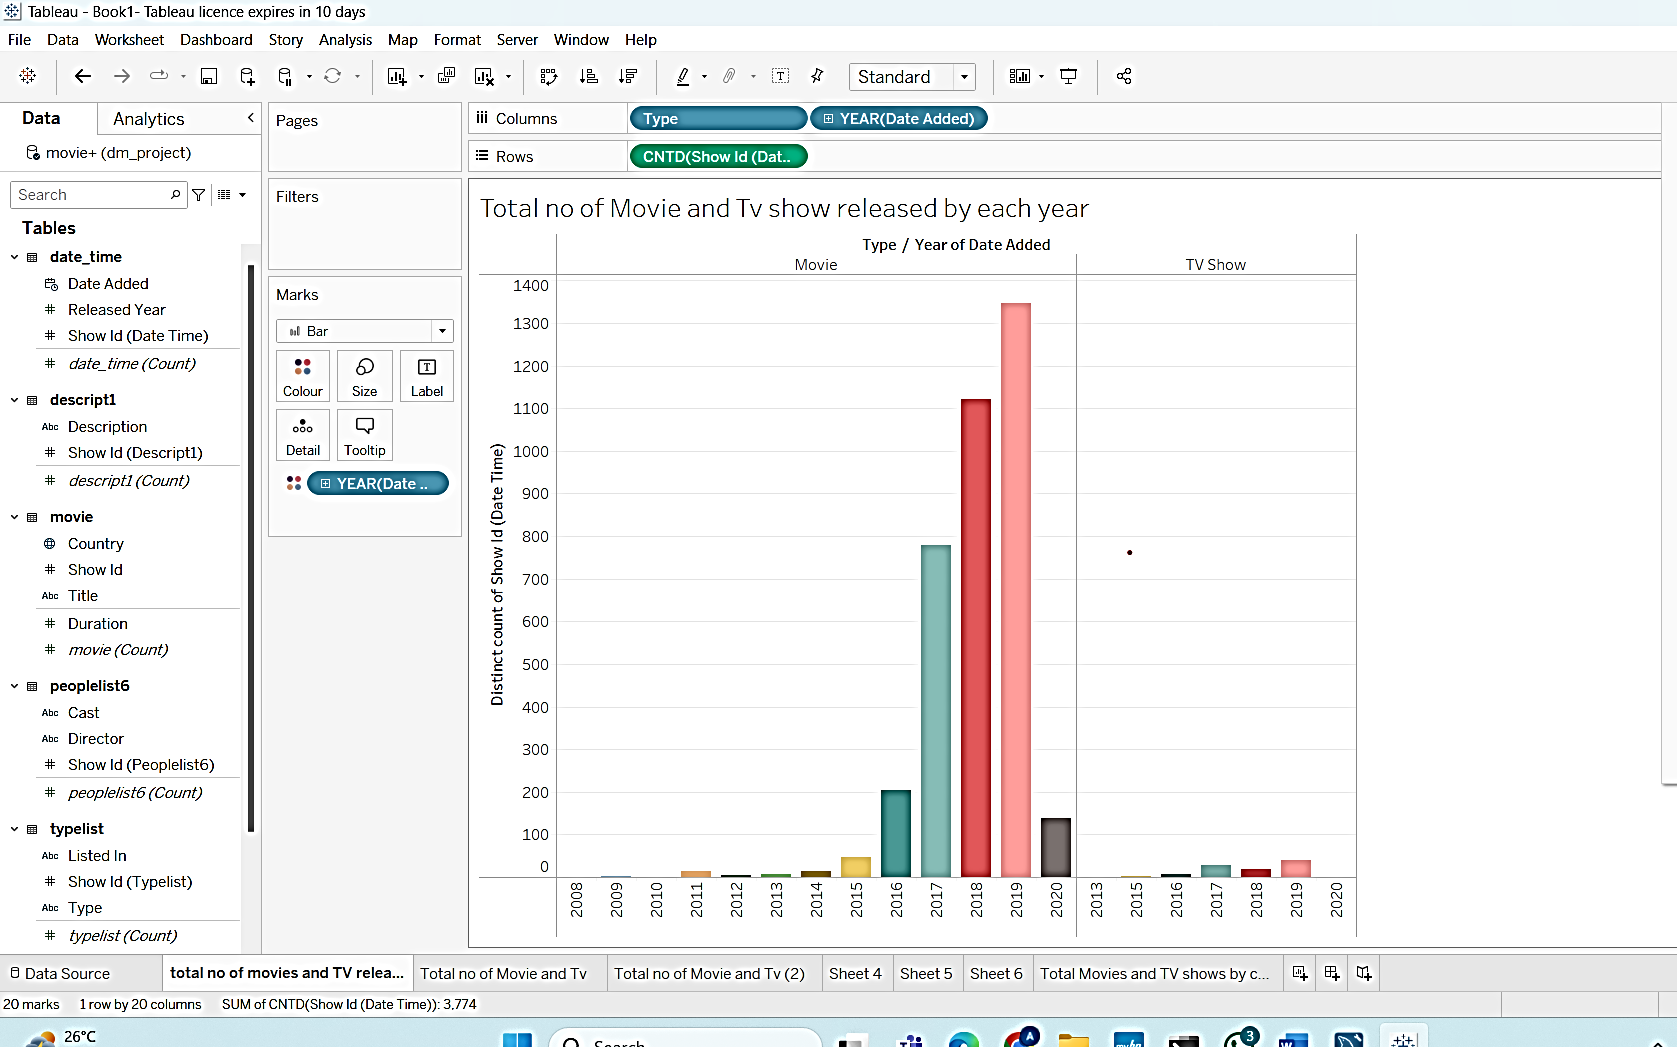 Tableau - Book1- Tableau licence expires in 10 days
File Data Worksheet Dashboard Story Analysis Map Format Server Window Help
Standard
Data Analytics
movie+ (dm_project)
Search
Tables
date_time
Date Added
Released Year
Show Id (Date Time)
date_time (Count)
descript1
Abc Description
Show Id (Descript1)
descript1 (Count)
movie
Country
Show Id
Abc Title
Duration
movie (Count)
peoplelist6
Abc Cast
Abc Director
Show Id (Peoplelist6)
peoplelist6 (Count)
typelist
Abc Listed In
Show Id (Typelist)
Abc Type
typelist (Count)
Pages
Filters
Marks
Bar
Colour Size Label
Detail Tooltip
YEAR(Date ..
Columns Type YEAR(Date Added)
Rows CNTD(Show Id (Dat..
Total no of Movie and Tv show released by each year
Type / Year of Date Added
Movie TV Show
Distinct count of Show Id (Date Time)
1400
1300
1200
1100
1000
900
800
700
600
500
400
300
200
100
0
2008 2009 2010 2011 2012 2013 2014 2015 2016 2017 2018 2019 2020 2013 2015 2016 2017 2018 2019 2020
Data Source total no of movies and TV relea... Total no of Movie and Tv Total no of Movie and Tv (2) Sheet 4 Sheet 5 Sheet 6 Total Movies and TV shows by c...
20 marks 1 row by 20 columns SUM of CNTD(Show Id (Date Time)): 3,774
26°C
Search
A
3